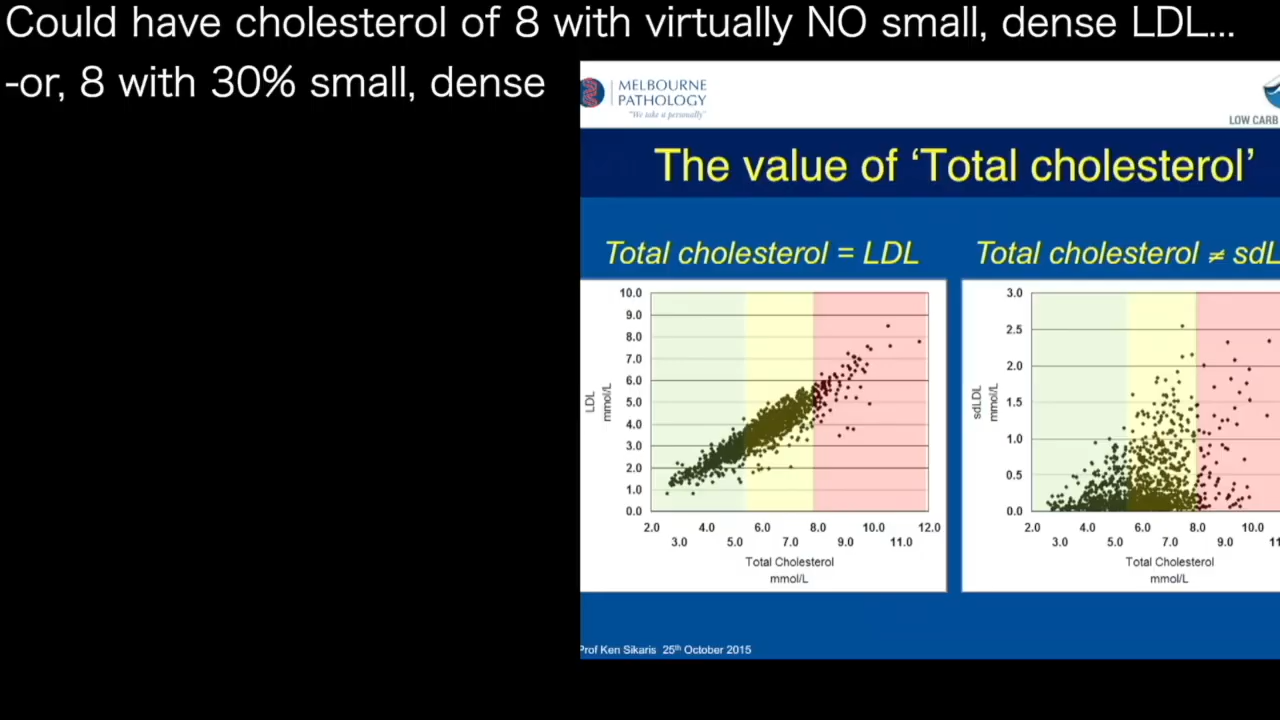 Could have cholesterol of 8 with virtually NO small, dense LDL...
-or, 8 with 30% small, dense
MELBOURNE
PATHOLOGY
"We take it personally"
LOW CARB
The value of ‘Total cholesterol’
Total cholesterol = LDL
Total cholesterol ≠ sdL
10.0
9.0
8.0
7.0
6.0
5.0
4.0
3.0
2.0
1.0
0.0
LDL
mmol/L
2.0 4.0 6.0 8.0 10.0 12.0
3.0 5.0 7.0 9.0 11.0
Total Cholesterol
mmol/L
3.0
2.5
2.0
1.5
1.0
0.5
0.0
sdLDL
mmol/L
2.0 4.0 6.0 8.0 10.0
3.0 5.0 7.0 9.0 11
Total Cholesterol
mmol/L
Prof Ken Sikaris 25th October 2015